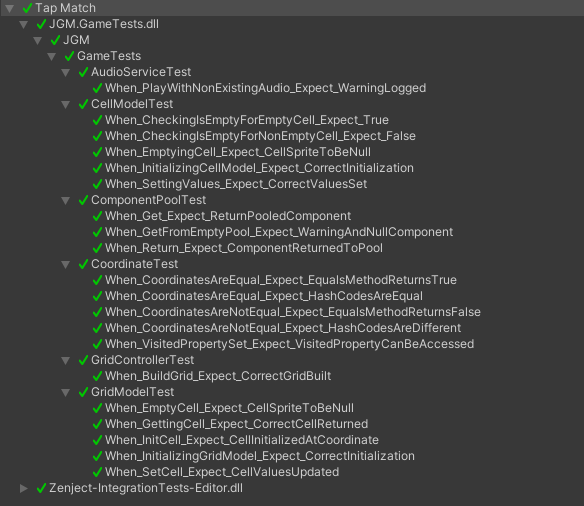 Tap Match
JGM.GameTests.dll
JGM
GameTests
AudioServiceTest
When_PlayWithNonExistingAudio_Expect_WarningLogged
CellModelTest
When_CheckingIsEmptyForEmptyCell_Expect_True
When_CheckingIsEmptyForNonEmptyCell_Expect_False
When_EmptyingCell_Expect_CellSpriteToBeNull
When_InitializingCellModel_Expect_CorrectInitialization
When_SettingValues_Expect_CorrectValuesSet
ComponentPoolTest
When_Get_Expect_ReturnPooledComponent
When_GetFromEmptyPool_Expect_WarningAndNullComponent
When_Return_Expect_ComponentReturnedToPool
CoordinateTest
When_CoordinatesAreEqual_Expect_EqualsMethodReturnsTrue
When_CoordinatesAreEqual_Expect_HashCodesAreEqual
When_CoordinatesAreNotEqual_Expect_EqualsMethodReturnsFalse
When_CoordinatesAreNotEqual_Expect_HashCodesAreDifferent
When_VisitedPropertySet_Expect_VisitedPropertyCanBeAccessed
GridControllerTest
When_BuildGrid_Expect_CorrectGridBuilt
GridModelTest
When_EmptyCell_Expect_CellSpriteToBeNull
When_GettingCell_Expect_CorrectCellReturned
When_InitCell_Expect_CellInitializedAtCoordinate
When_InitializingGridModel_Expect_CorrectInitialization
When_SetCell_Expect_CellValuesUpdated
Zenject-IntegrationTests-Editor.dll